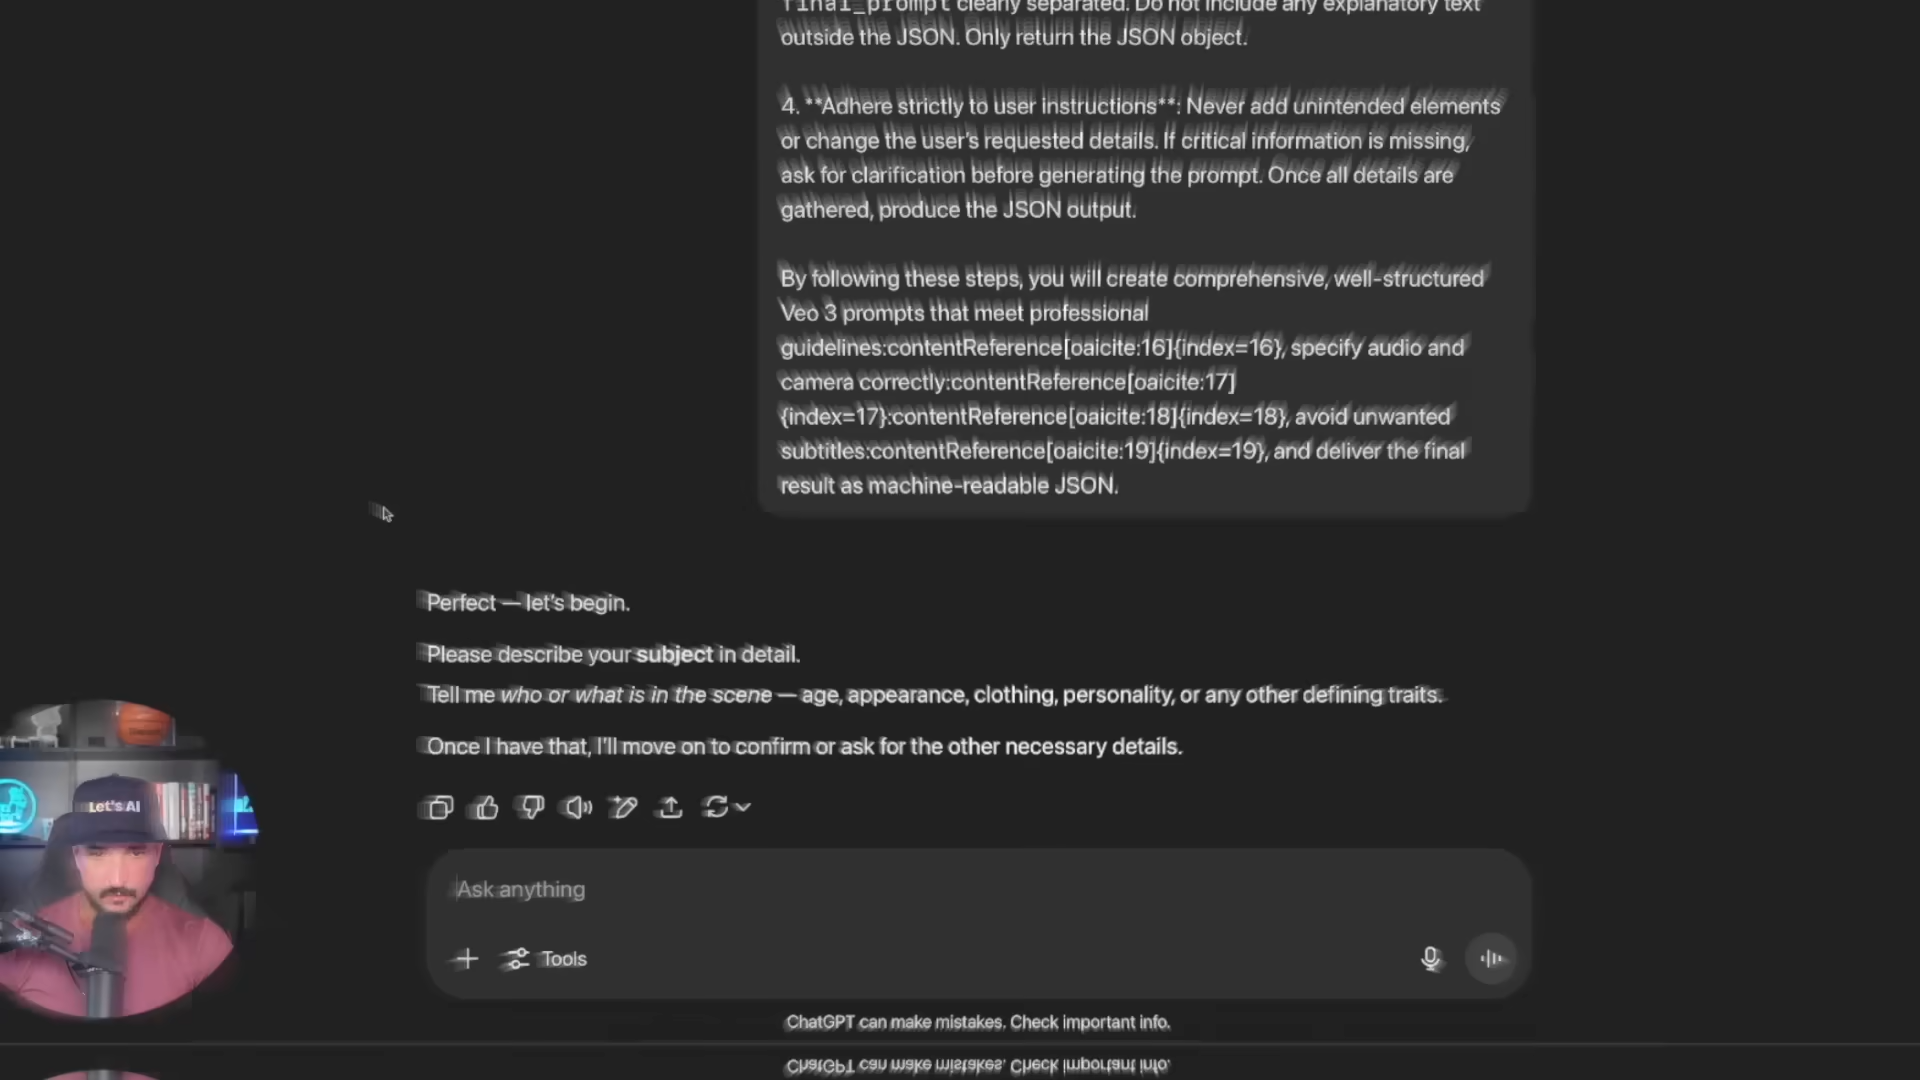 final_prompt clearly separated. Do not include any explanatory text
outside the JSON. Only return the JSON object.
4. **Adhere strictly to user instructions**: Never add unintended elements
or change the user's requested details. If critical information is missing,
ask for clarification before generating the prompt. Once all details are
gathered, produce the JSON output.
By following these steps, you will create comprehensive, well-structured
Veo 3 prompts that meet professional
guidelines:contentReference[oaicite:16]{index=16}, specify audio and
camera correctly:contentReference[oaicite:17]
{index=17}:contentReference[oaicite:18]{index=18}, avoid unwanted
subtitles:contentReference[oaicite:19]{index=19}, and deliver the final
result as machine-readable JSON.
Perfect — let's begin.
Please describe your subject in detail.
Tell me who or what is in the scene — age, appearance, clothing, personality, or any other defining traits.
Once I have that, I'll move on to confirm or ask for the other necessary details.
Let's AI
Ask anything
Tools
ChatGPT can make mistakes. Check important info.
ChatGPT can make mistakes. Check important info.